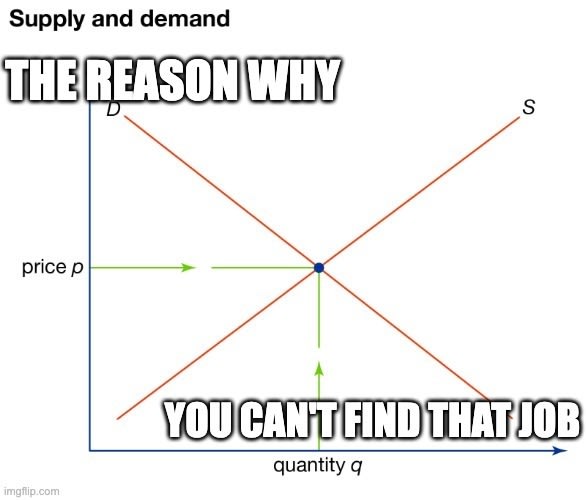 Supply and demand
THE REASON WHY
D
S
price p
YOU CAN'T FIND THAT JOB
quantity q
imgflip.com